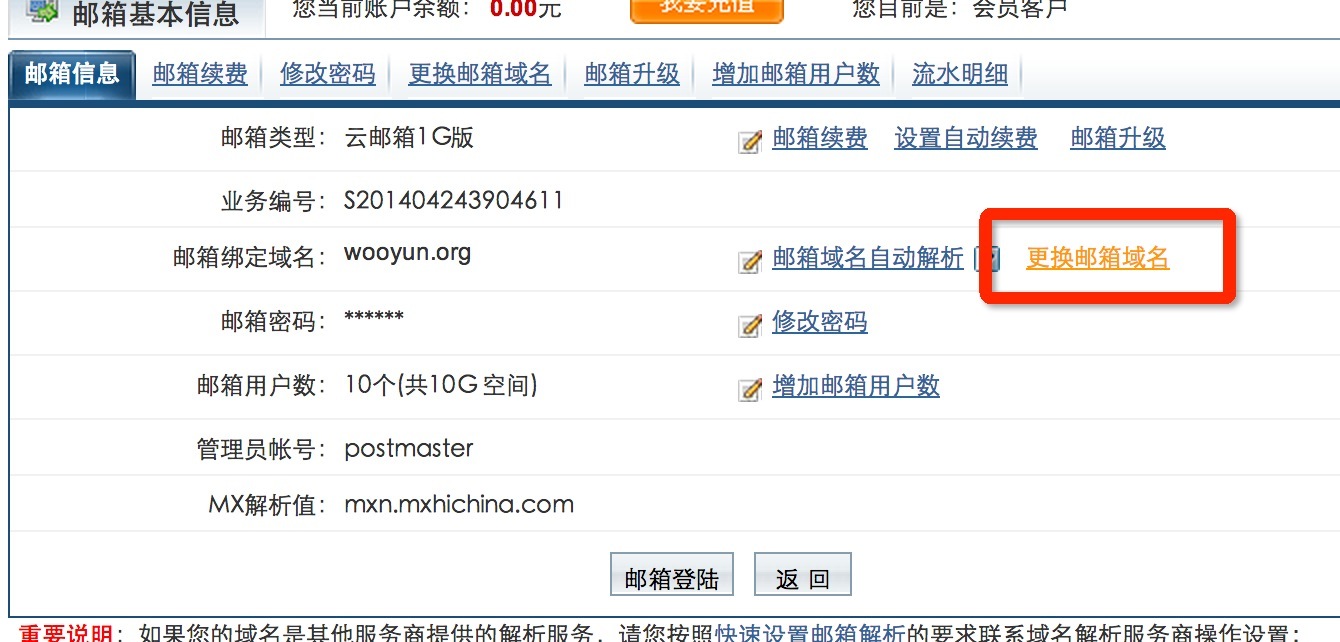 邮箱基本信息 您当前账户余额： 0.00元 我要充值 您目前是：会员客户
邮箱信息 邮箱续费 修改密码 更换邮箱域名 邮箱升级 增加邮箱用户数 流水明细
邮箱类型： 云邮箱1G版 邮箱续费 设置自动续费 邮箱升级
业务编号： S201404243904611
邮箱绑定域名： wooyun.org 邮箱域名自动解析 更换邮箱域名
邮箱密码： ****** 修改密码
邮箱用户数： 10个(共10G空间) 增加邮箱用户数
管理员帐号： postmaster
MX解析值： mxn.mxhichina.com
邮箱登陆 返 回
重要说明：如果您的域名是其他服务商提供的解析服务，请您按照快速设置邮箱解析的要求联系域名解析服务商操作设置；